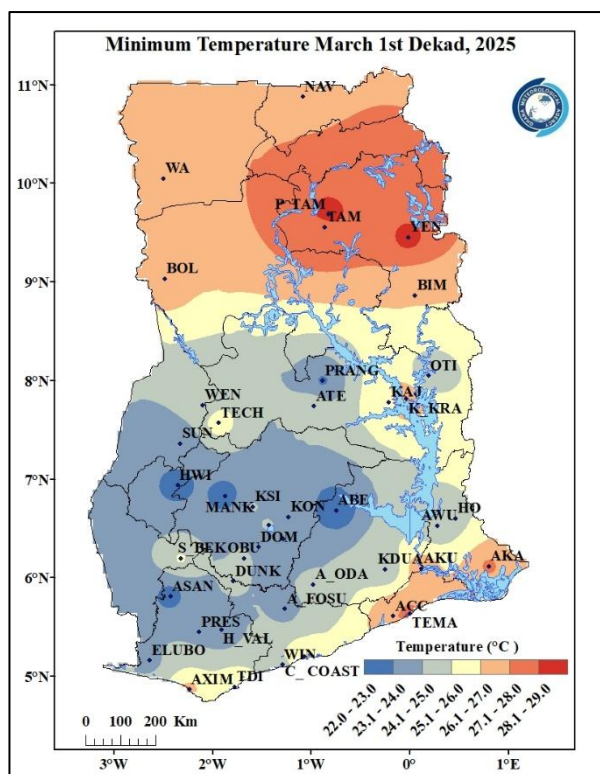 Minimum Temperature March 1st Dekad, 2025
11°N
NAV
WA
10°N
P_TAM
TAM
YEN
BOL
9°N
BIM
8°N
PRANG
OTI
ATE
KAJ
K_KRA
WEN
TECH
SUN
7°N
HWI
MANK
KSI
KON
ABE
AWU
HO
DOM
S_BEKOBU
6°N
DUNK
A_ODA
KDUA
AKU
AKA
ASAN
A_FOSU
ACC
TEMA
PRES
H_VAL
ELUBO
WIN
C_COAST
5°N
AXIM
TDI
Temperature (°C)
22.0 - 23.0
23.1 - 24.0
24.1 - 25.0
25.1 - 26.0
26.1 - 27.0
27.1 - 28.0
28.1 - 29.0
0 100 200 Km
3°W 2°W 1°W 0° 1°E